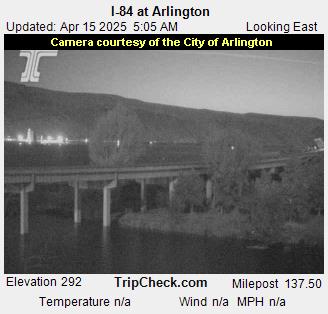 I-84 at Arlington
Updated: Apr 15 2025 5:05 AM Looking East
Camera courtesy of the City of Arlington
Elevation 292 TripCheck.com Milepost 137.50
Temperature n/a Wind n/a MPH n/a